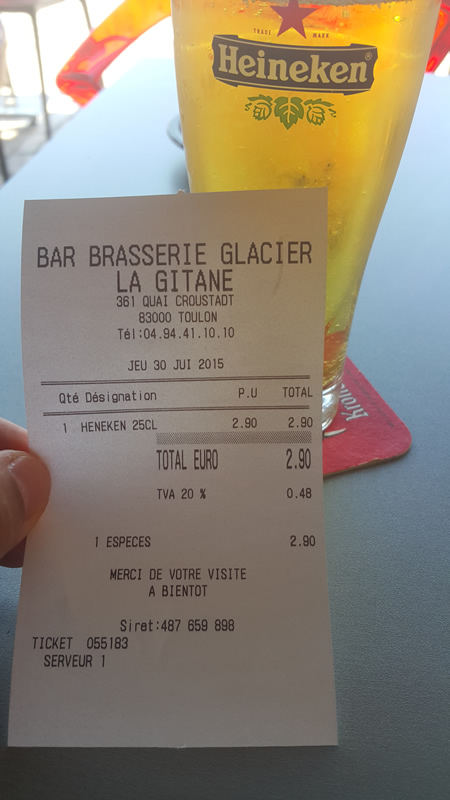 TRADE MARK
Heineken®
BAR BRASSERIE GLACIER
LA GITANE
361 QUAI CROUSTADT
83000 TOULON
Tél:04.94.41.10.10
JEU 30 JUI 2015
Qté Désignation P.U TOTAL
1 HENEKEN 25CL 2.90 2.90
TOTAL EURO 2.90
TVA 20 % 0.48
1 ESPECES 2.90
MERCI DE VOTRE VISITE
A BIENTOT
Siret:487 659 898
TICKET 055183
SERVEUR 1